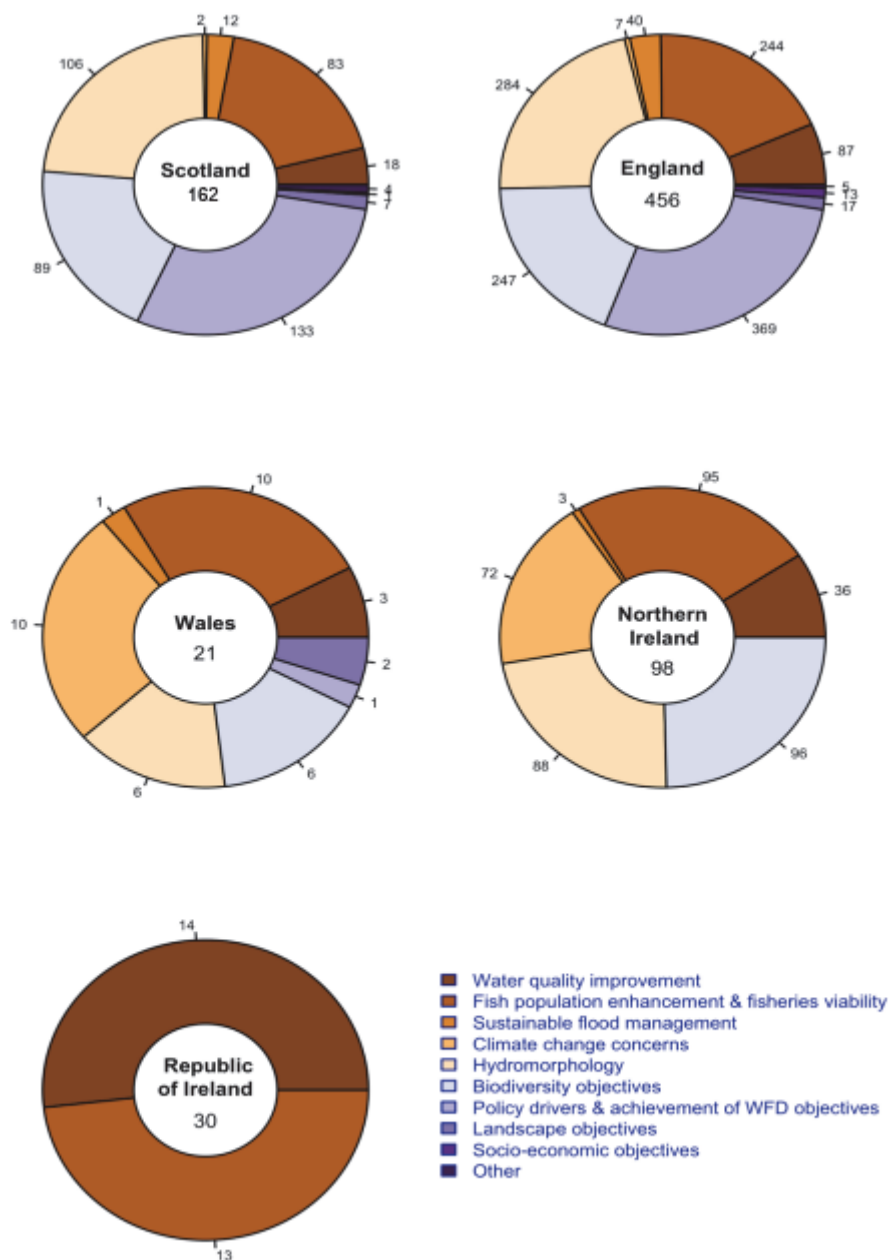 2
12
106
83
18
Scotland
162
4
7
89
133
7
40
244
284
87
England
456
5
13
17
247
369
10
1
3
10
Wales
21
2
1
6
6
95
3
72
36
Northern
Ireland
98
88
96
14
Republic
of Ireland
30
13
Water quality improvement
Fish population enhancement & fisheries viability
Sustainable flood management
Climate change concerns
Hydromorphology
Biodiversity objectives
Policy drivers & achievement of WFD objectives
Landscape objectives
Socio-economic objectives
Other